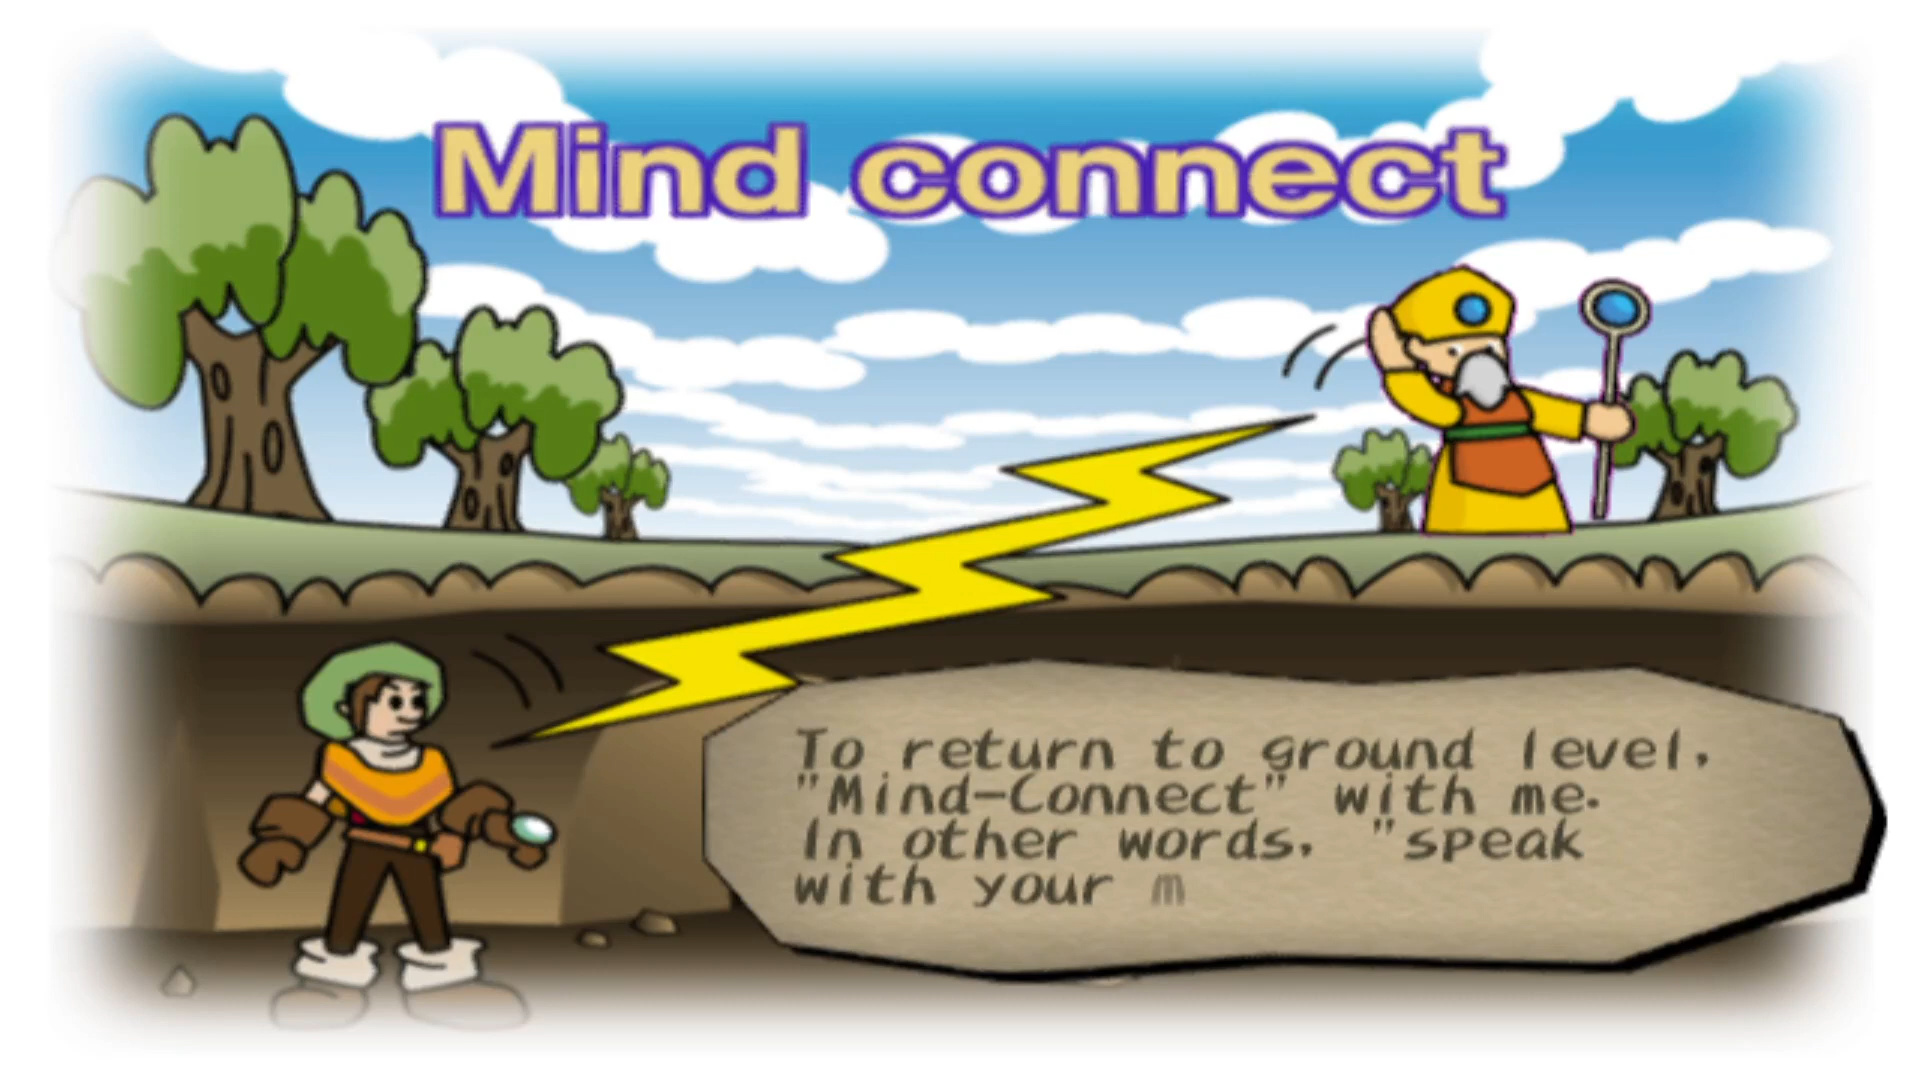 Mind connect
To return to ground level,
"Mind-Connect" with me.
In other words, "speak
with your m